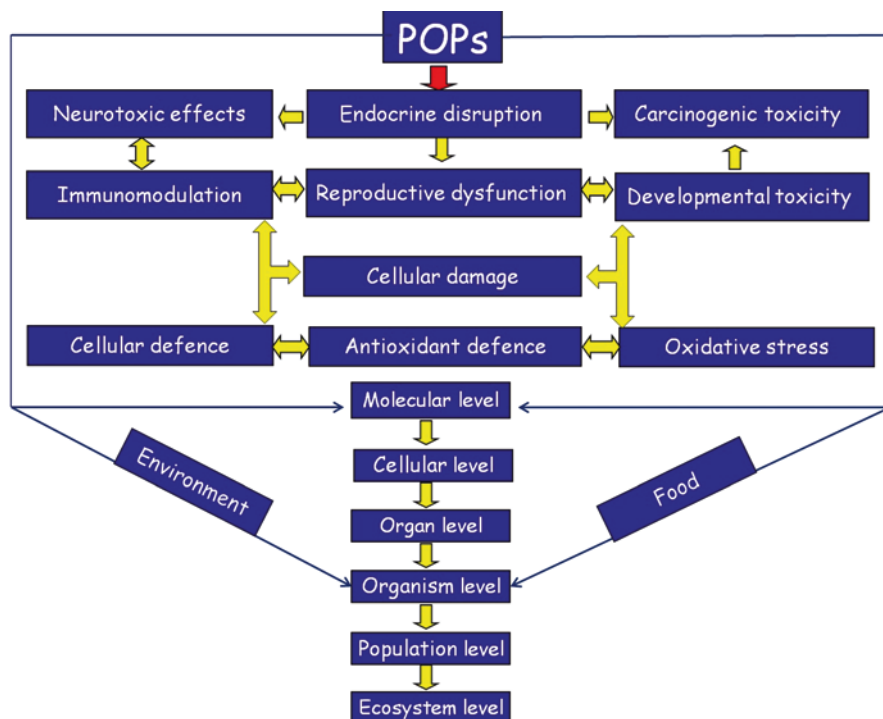 POPs
Neurotoxic effects
Endocrine disruption
Carcinogenic toxicity
Immunomodulation
Reproductive dysfunction
Developmental toxicity
Cellular damage
Cellular defence
Antioxidant defence
Oxidative stress
Molecular level
Environment
Cellular level
Food
Organ level
Organism level
Population level
Ecosystem level